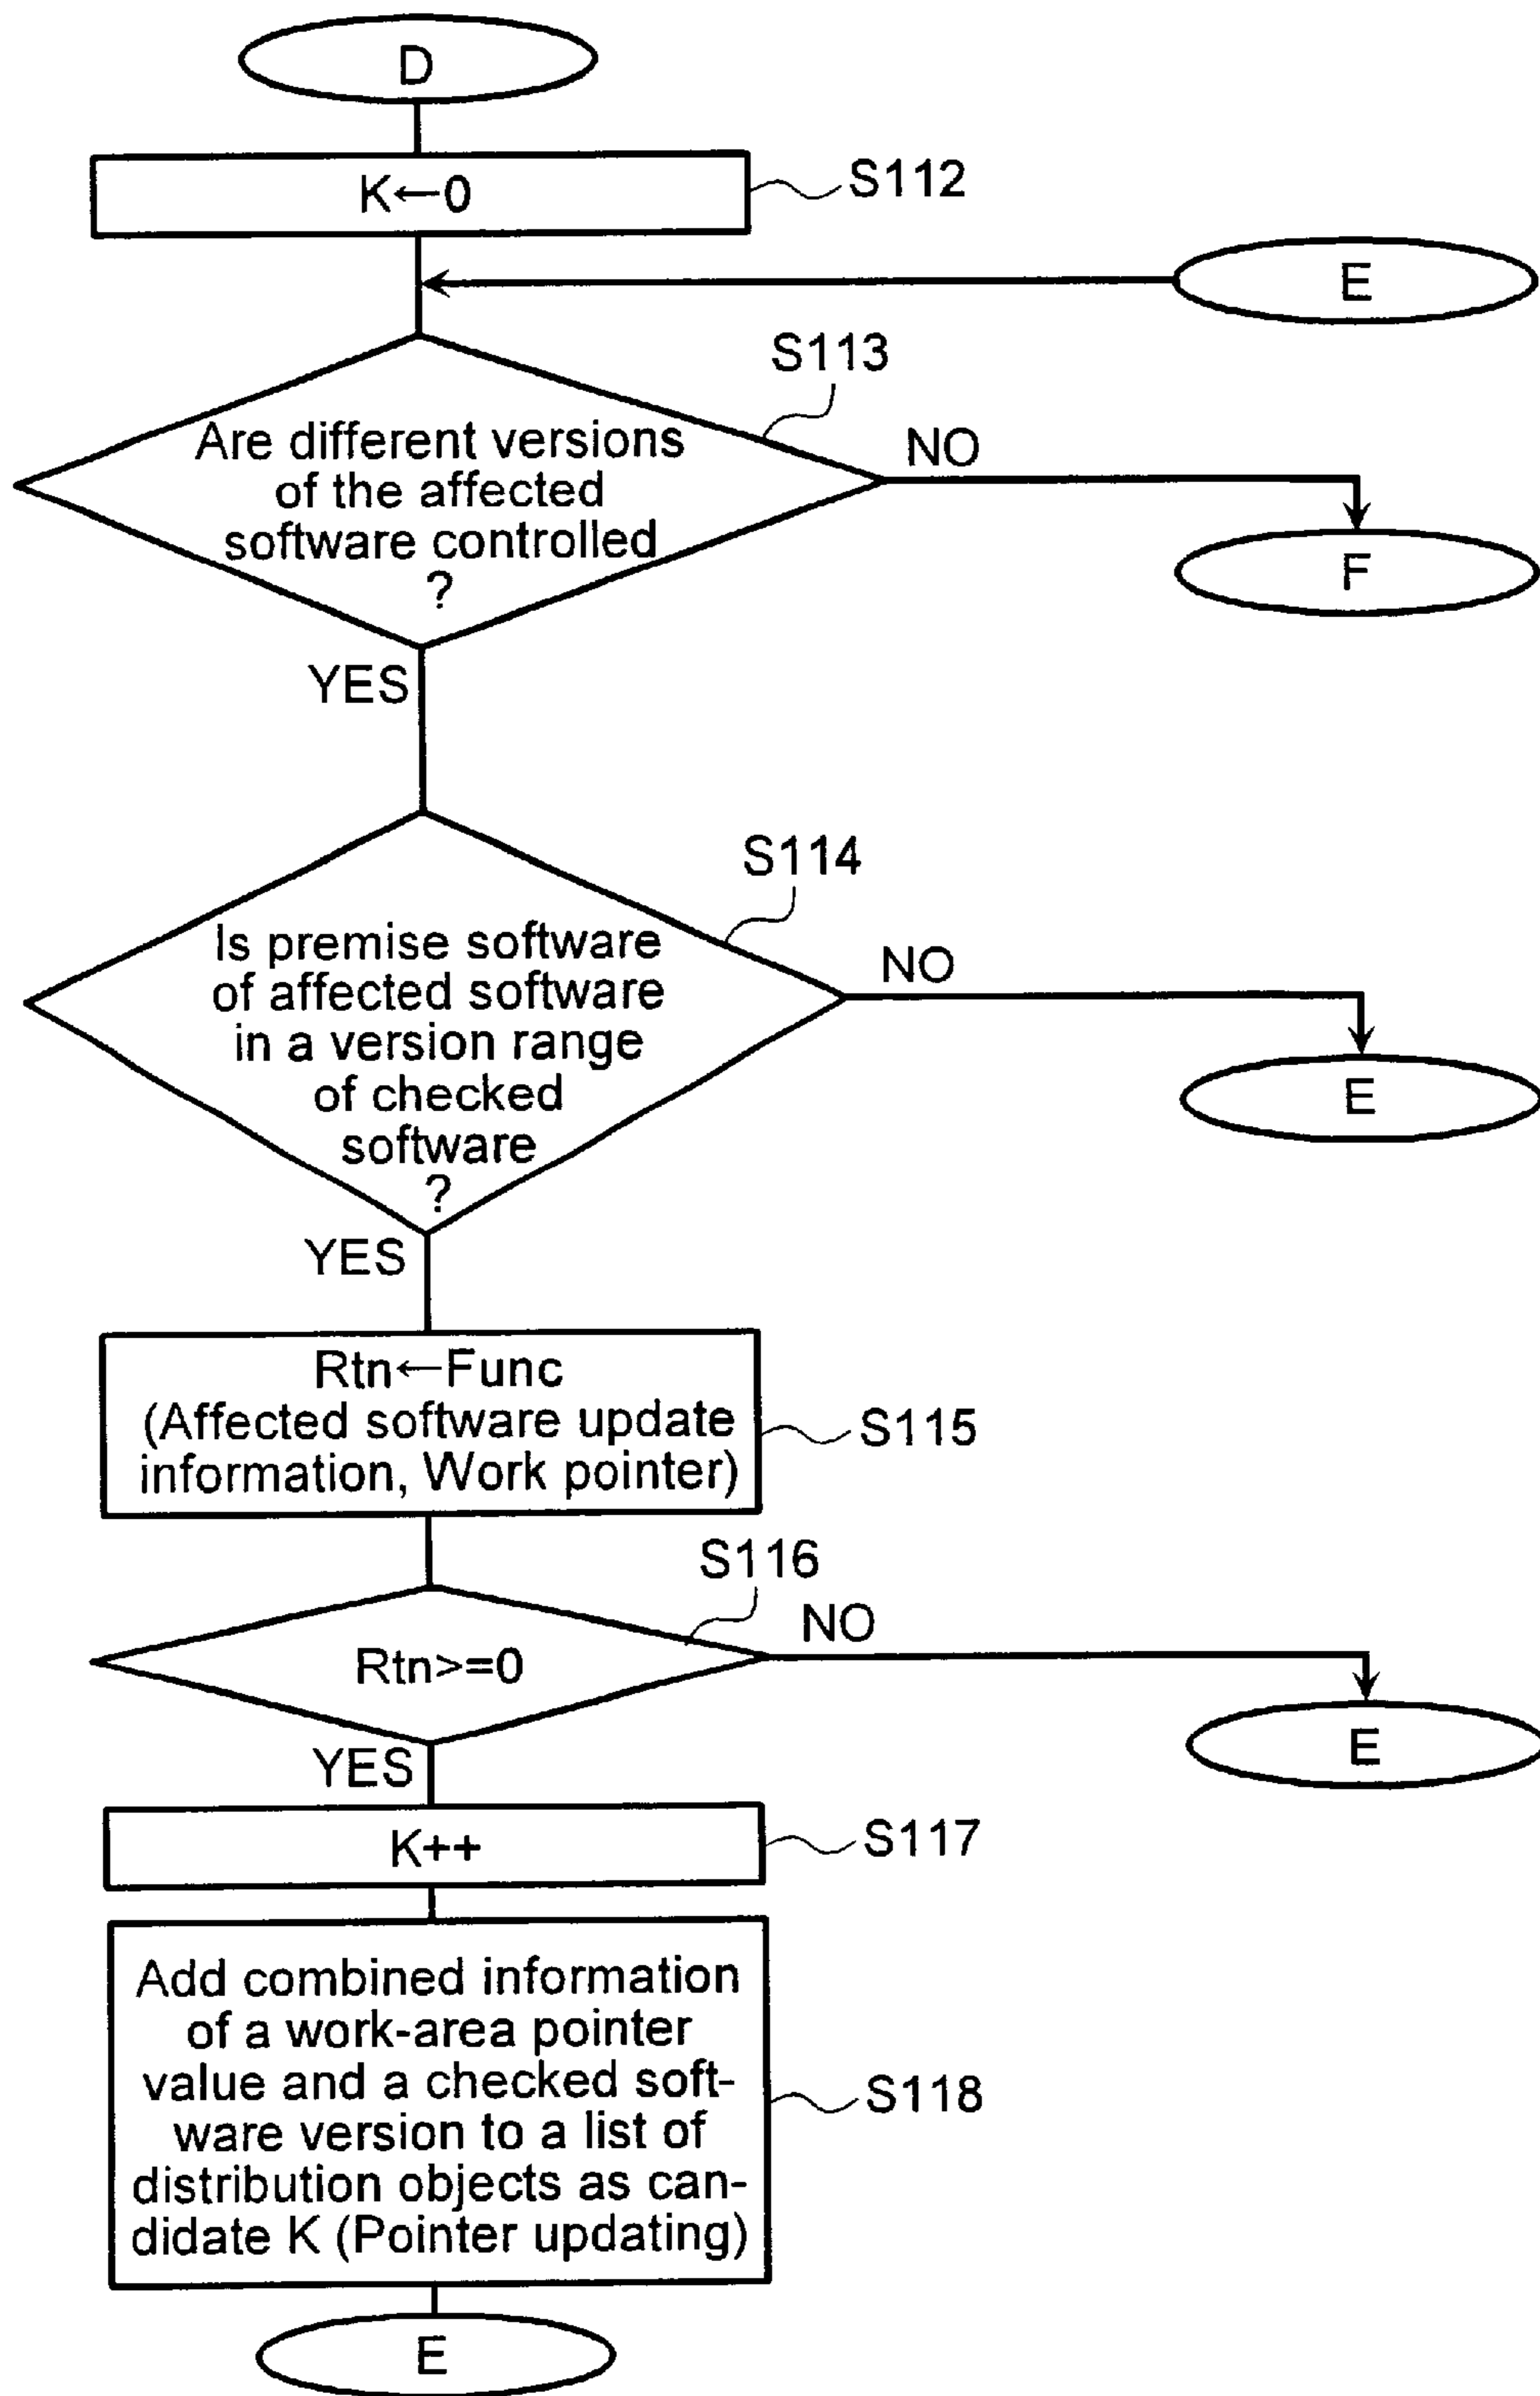 D
K←0
S112
E
S113
Are different versions
of the affected
software controlled
?
NO
F
YES
S114
Is premise software
of affected software
in a version range
of checked
software
?
NO
E
YES
Rtn←Func
(Affected software update
information, Work pointer)
S115
S116
Rtn>=0
NO
E
YES
K++
S117
Add combined information
of a work-area pointer
value and a checked soft-
ware version to a list of
distribution objects as can-
didate K (Pointer updating)
S118
E